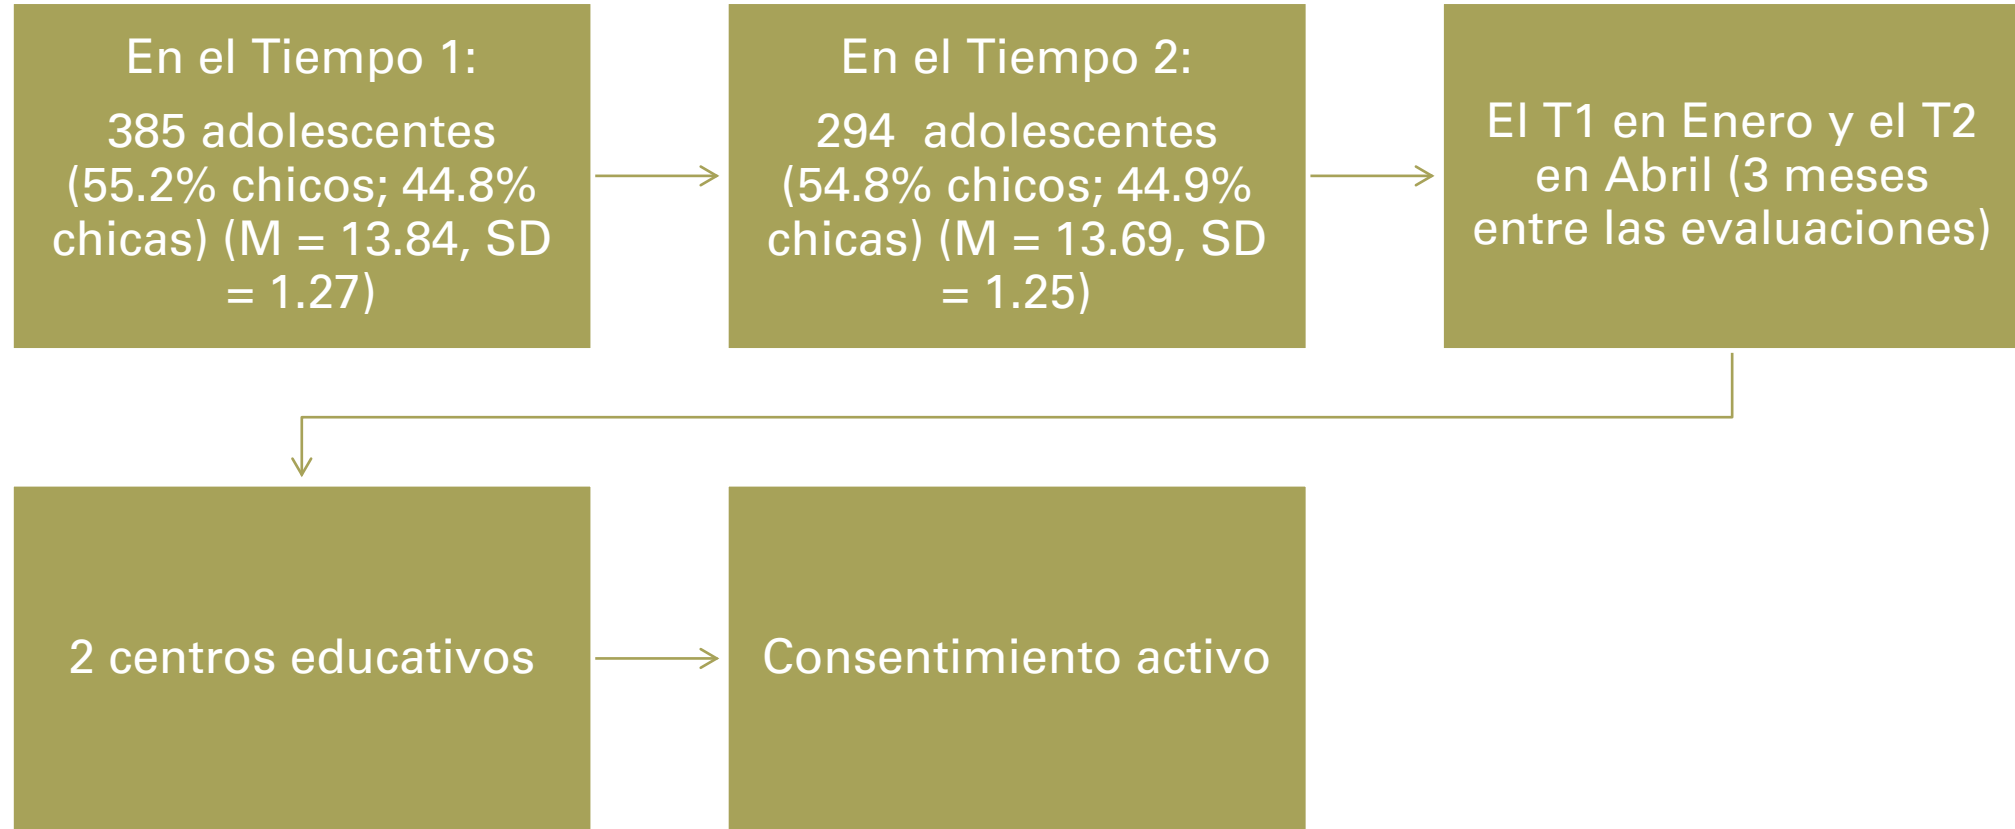 En el Tiempo 1:
385 adolescentes
(55.2% chicos; 44.8%
chicas) (M = 13.84, SD
= 1.27)
En el Tiempo 2:
294 adolescentes
(54.8% chicos; 44.9%
chicas) (M = 13.69, SD
= 1.25)
El T1 en Enero y el T2
en Abril (3 meses
entre las evaluaciones)
2 centros educativos
Consentimiento activo